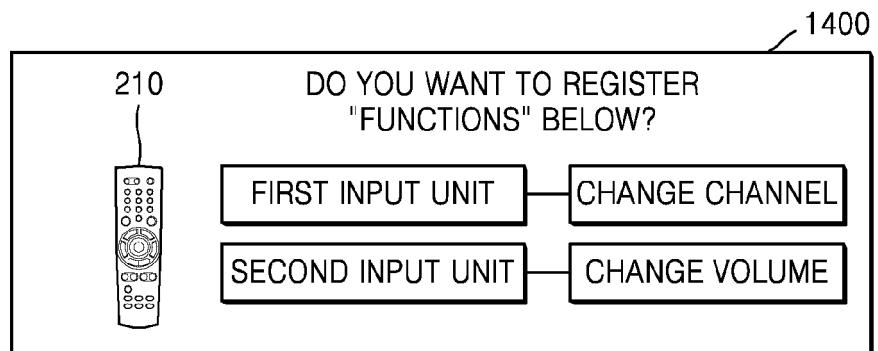 1400
210
DO YOU WANT TO REGISTER
"FUNCTIONS" BELOW?
FIRST INPUT UNIT
CHANGE CHANNEL
SECOND INPUT UNIT
CHANGE VOLUME